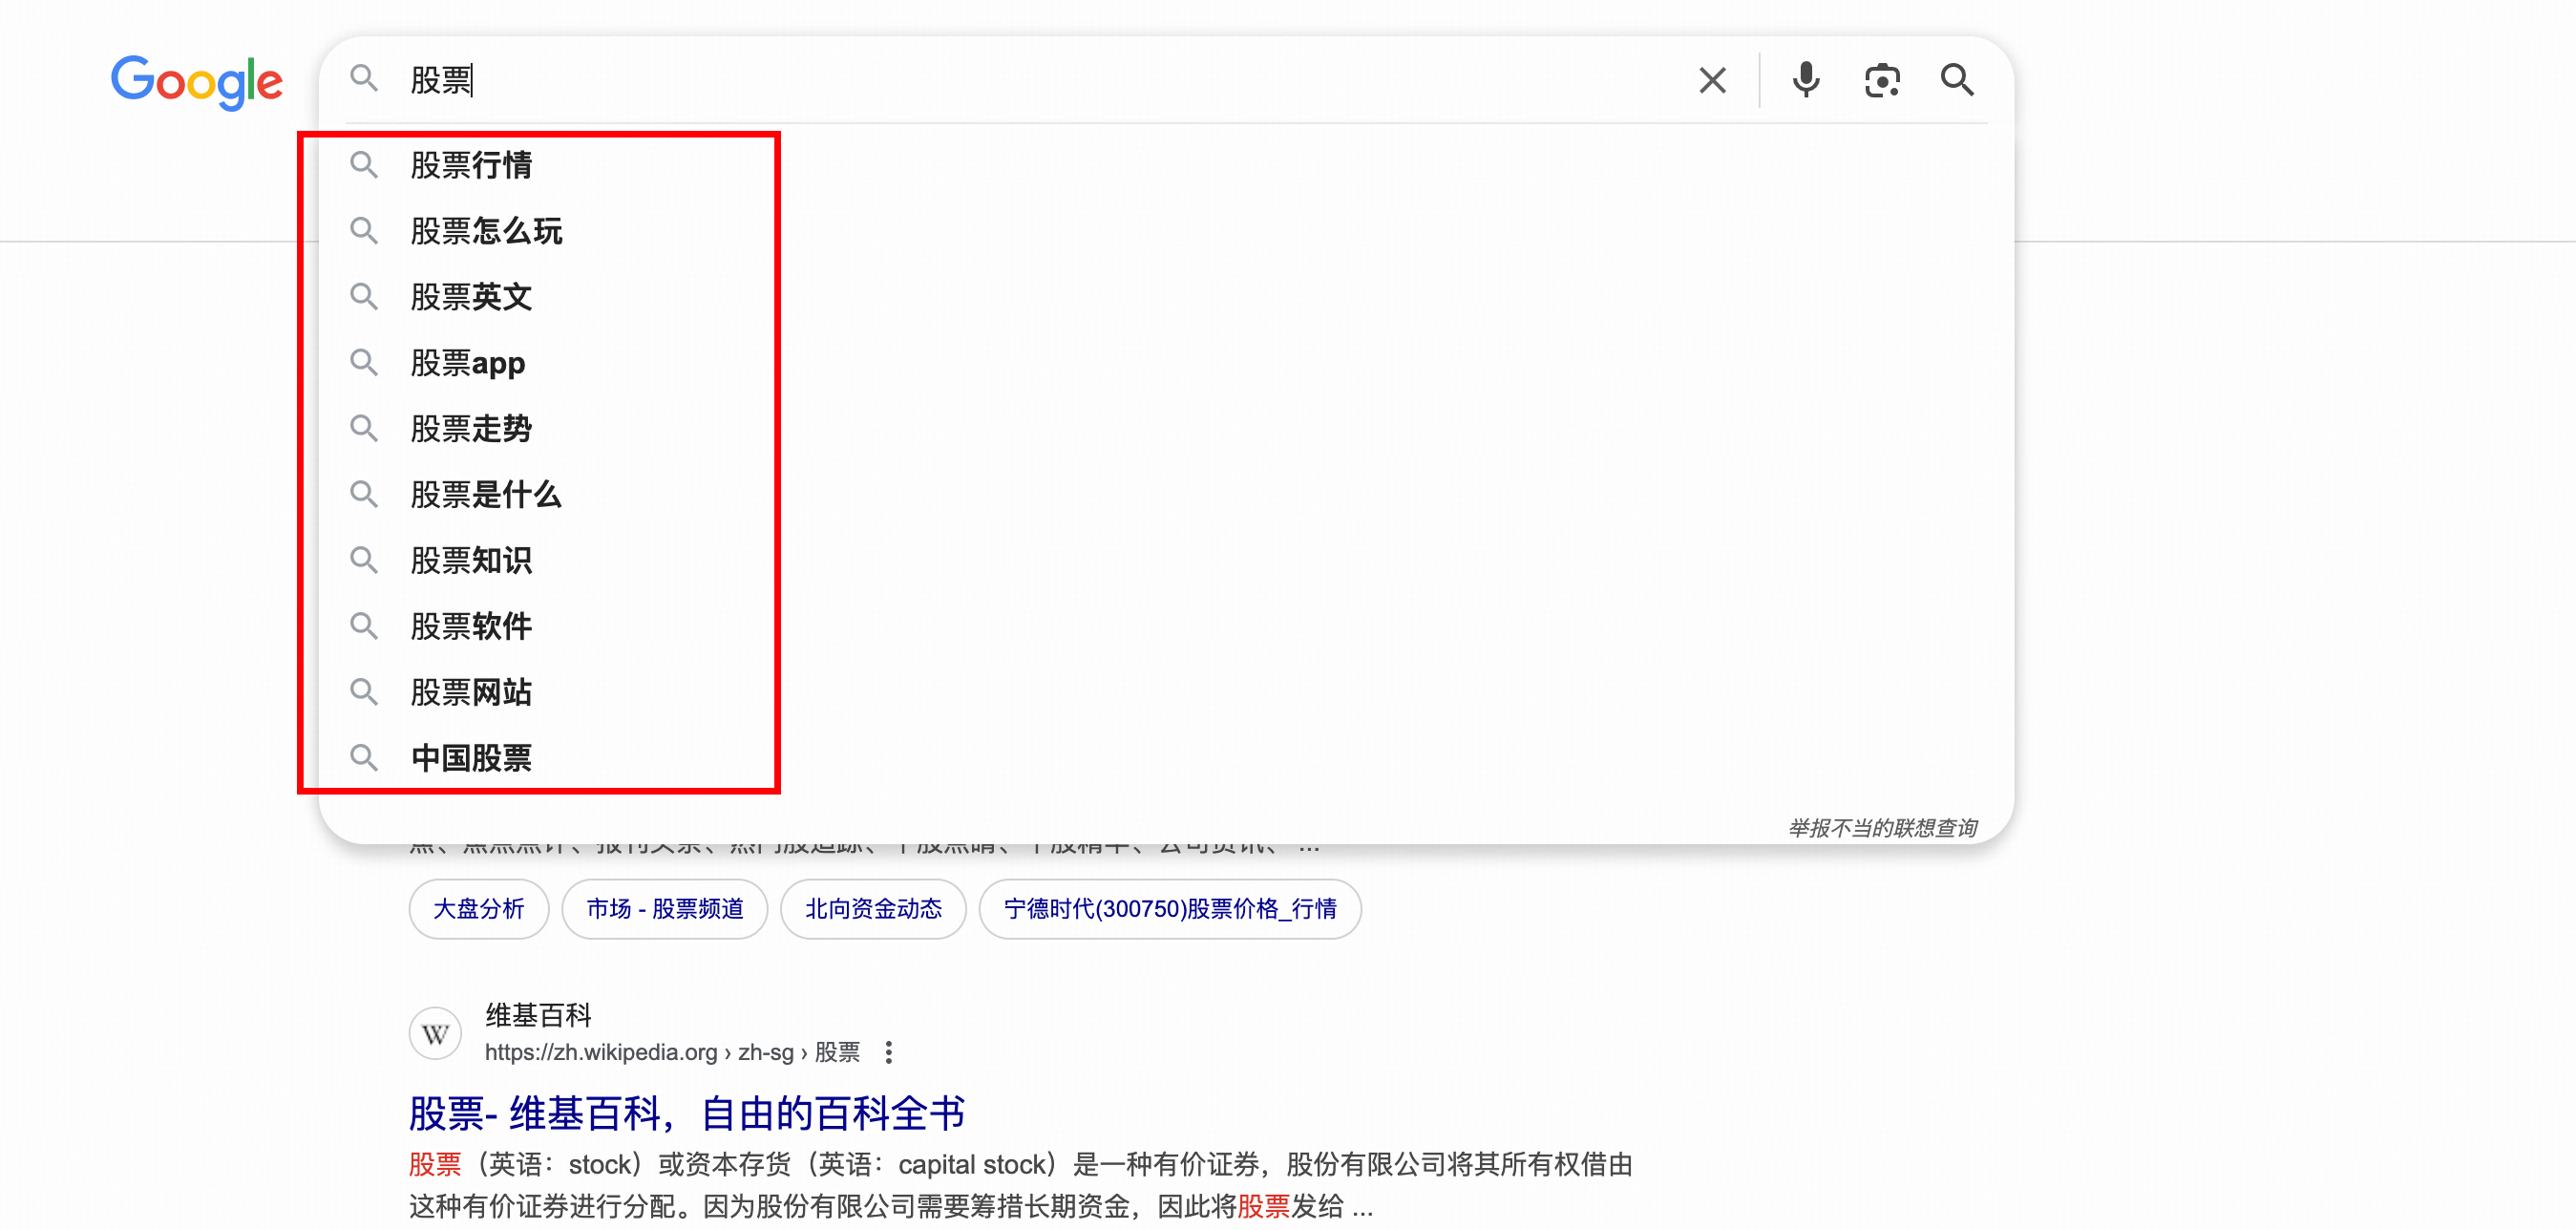 Google
股票
股票行情
股票怎么玩
股票英文
股票app
股票走势
股票是什么
股票知识
股票软件
股票网站
中国股票
举报不当的联想查询
大盘分析
市场 - 股票频道
北向资金动态
宁德时代(300750)股票价格_行情
维基百科
https://zh.wikipedia.org › zh-sg › 股票
W
股票- 维基百科，自由的百科全书
股票（英语：stock）或资本存货（英语：capital stock）是一种有价证券，股份有限公司将其所有权借由
这种有价证券进行分配。因为股份有限公司需要筹措长期资金，因此将股票发给 ...